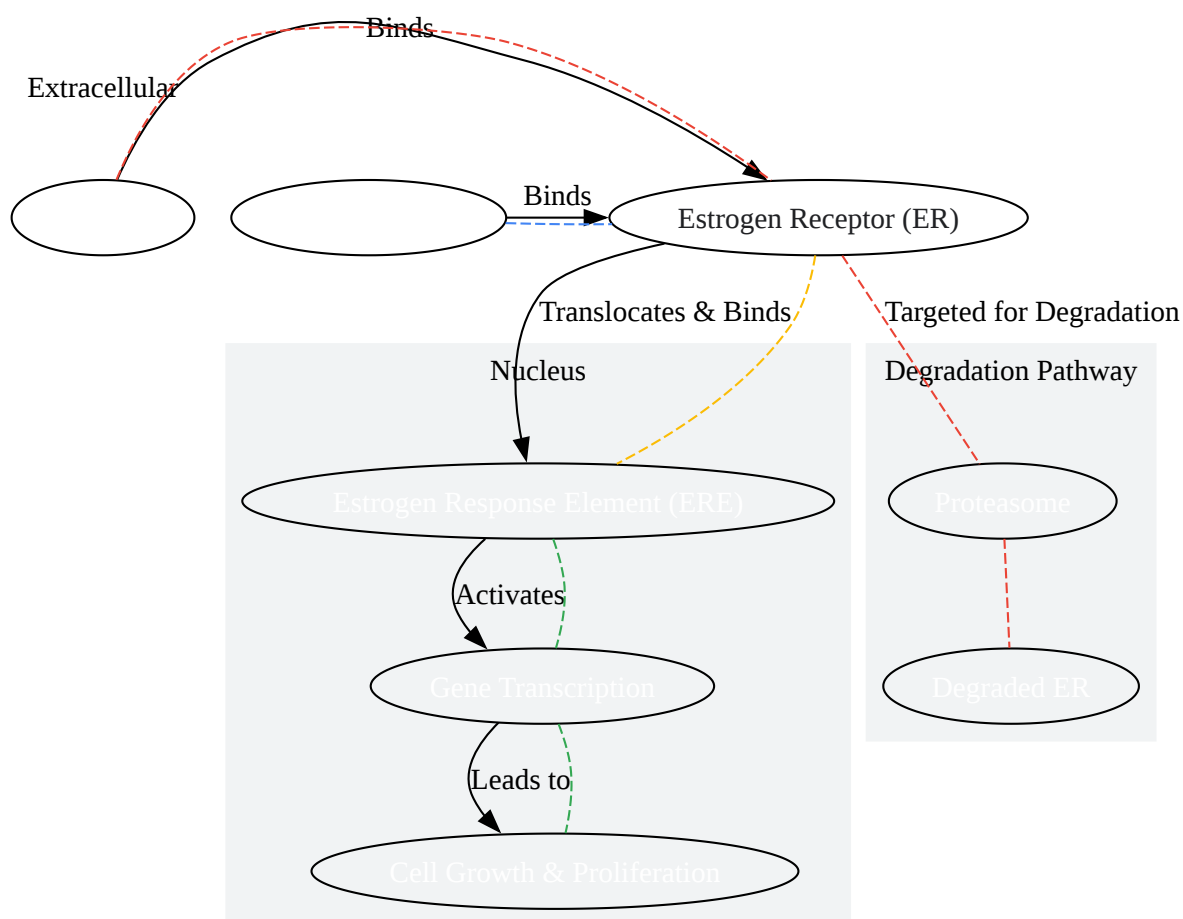 Binds
Extracellular
Binds
Estrogen Receptor (ER)
Translocates & Binds
Targeted for Degradation
Nucleus
Degradation Pathway
Estrogen Response Element (ERE)
Proteasome
Activates
Gene Transcription
Degraded ER
Leads to
Cell Growth & Proliferation